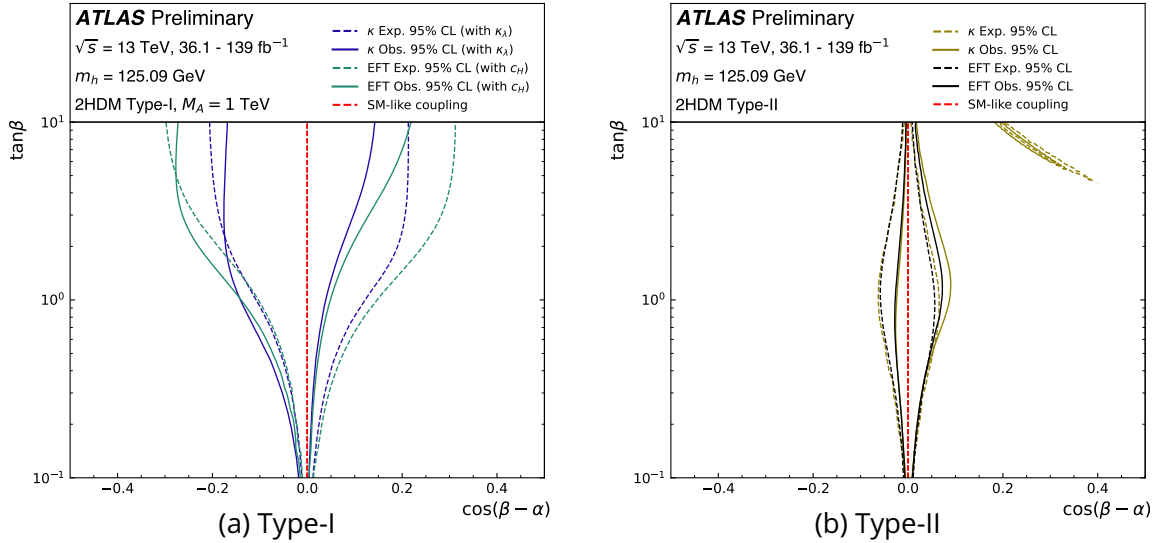 ATLAS Preliminary
√s = 13 TeV, 36.1 - 139 fb⁻¹
m_h = 125.09 GeV
2HDM Type-I, M_A = 1 TeV
κ Exp. 95% CL (with κ_λ)
κ Obs. 95% CL (with κ_λ)
EFT Exp. 95% CL (with c_H)
EFT Obs. 95% CL (with c_H)
SM-like coupling
tanβ
10¹
10⁰
10⁻¹
−0.4 −0.2 0.0 0.2 0.4
cos(β − α)
(a) Type-I
ATLAS Preliminary
√s = 13 TeV, 36.1 - 139 fb⁻¹
m_h = 125.09 GeV
2HDM Type-II
κ Exp. 95% CL
κ Obs. 95% CL
EFT Exp. 95% CL
EFT Obs. 95% CL
SM-like coupling
tanβ
10¹
10⁰
10⁻¹
−0.4 −0.2 0.0 0.2 0.4
cos(β − α)
(b) Type-II